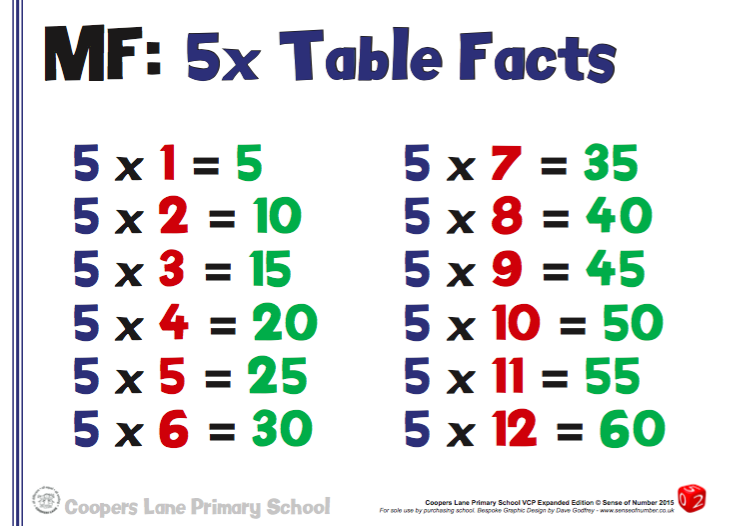 MF: 5x Table Facts
5 x 1 = 5
5 x 2 = 10
5 x 3 = 15
5 x 4 = 20
5 x 5 = 25
5 x 6 = 30
5 x 7 = 35
5 x 8 = 40
5 x 9 = 45
5 x 10 = 50
5 x 11 = 55
5 x 12 = 60
Coopers Lane Primary School
Coopers Lane Primary School VCP Expanded Edition © Sense of Number 2015
For sole use by purchasing school. Bespoke Graphic Design by Dave Godfrey - www.senseofnumber.co.uk
0 2